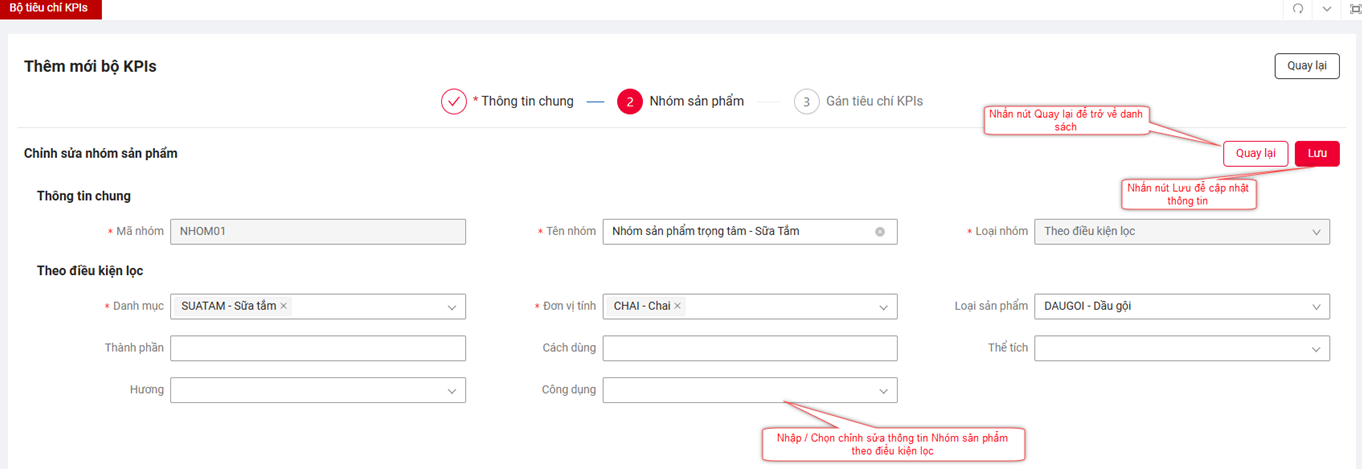 Bộ tiêu chí KPIs
Thêm mới bộ KPIs
Quay lại
* Thông tin chung
2 Nhóm sản phẩm
3 Gán tiêu chí KPIs
Nhấn nút Quay lại để trở về danh
sách
Chỉnh sửa nhóm sản phẩm
Quay lại
Lưu
Nhấn nút Lưu để cập nhật
thông tin
Thông tin chung
* Mã nhóm NHOM01
* Tên nhóm Nhóm sản phẩm trọng tâm - Sữa Tắm
* Loại nhóm Theo điều kiện lọc
Theo điều kiện lọc
* Danh mục SUATAM - Sữa tắm ×
* Đơn vị tính CHAI - Chai ×
Loại sản phẩm DAUGOI - Dầu gội
Thành phần
Cách dùng
Thể tích
Hương
Công dụng
Nhập / Chọn chỉnh sửa thông tin Nhóm sản phẩm
theo điều kiện lọc